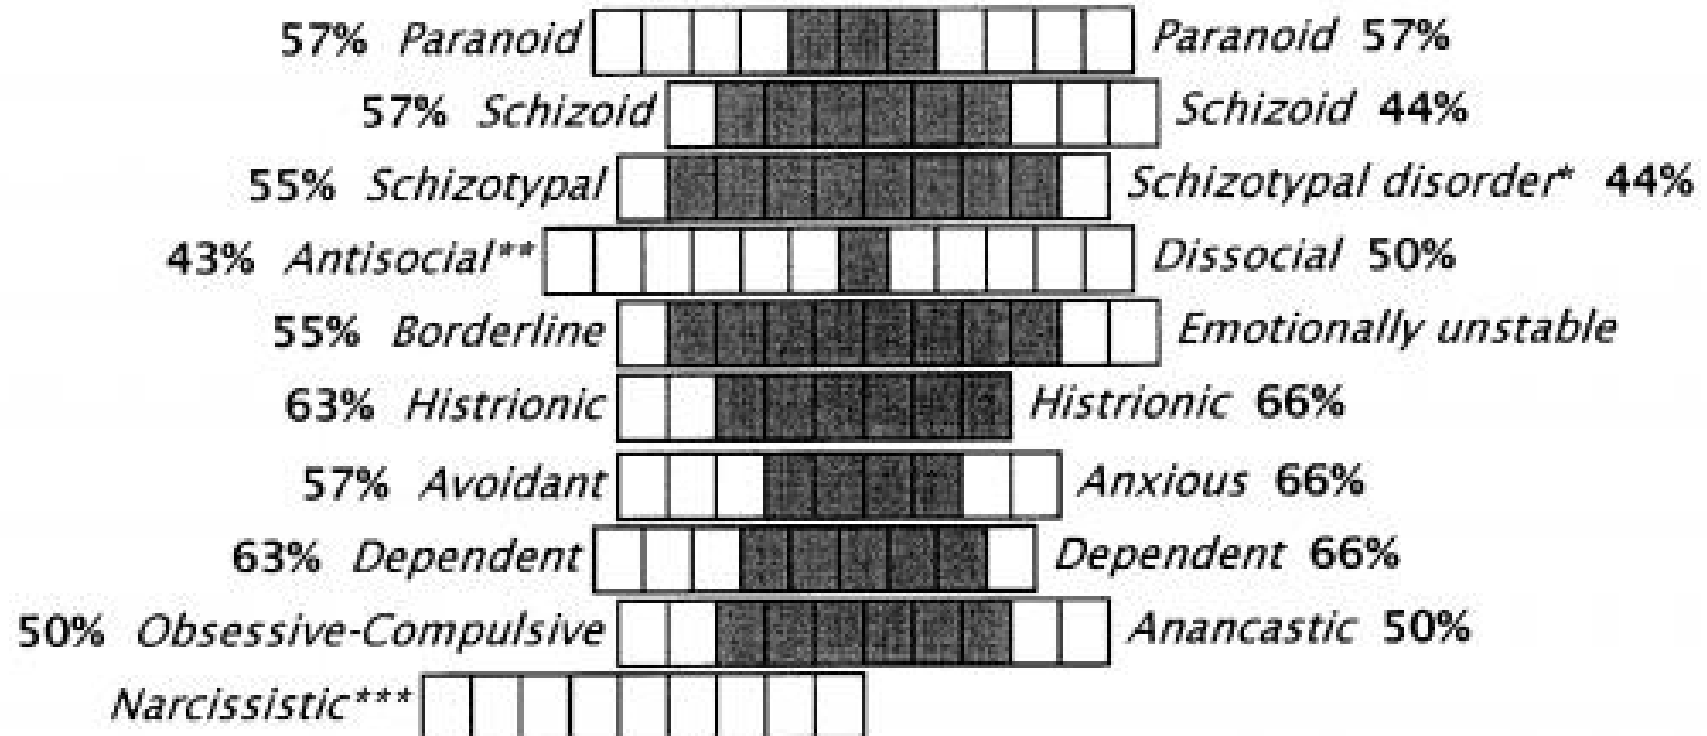 57% Paranoid Paranoid 57%
57% Schizoid Schizoid 44%
55% Schizotypal Schizotypal disorder* 44%
43% Antisocial** Dissocial 50%
55% Borderline Emotionally unstable
63% Histrionic Histrionic 66%
57% Avoidant Anxious 66%
63% Dependent Dependent 66%
50% Obsessive-Compulsive Anancastic 50%
Narcissistic***